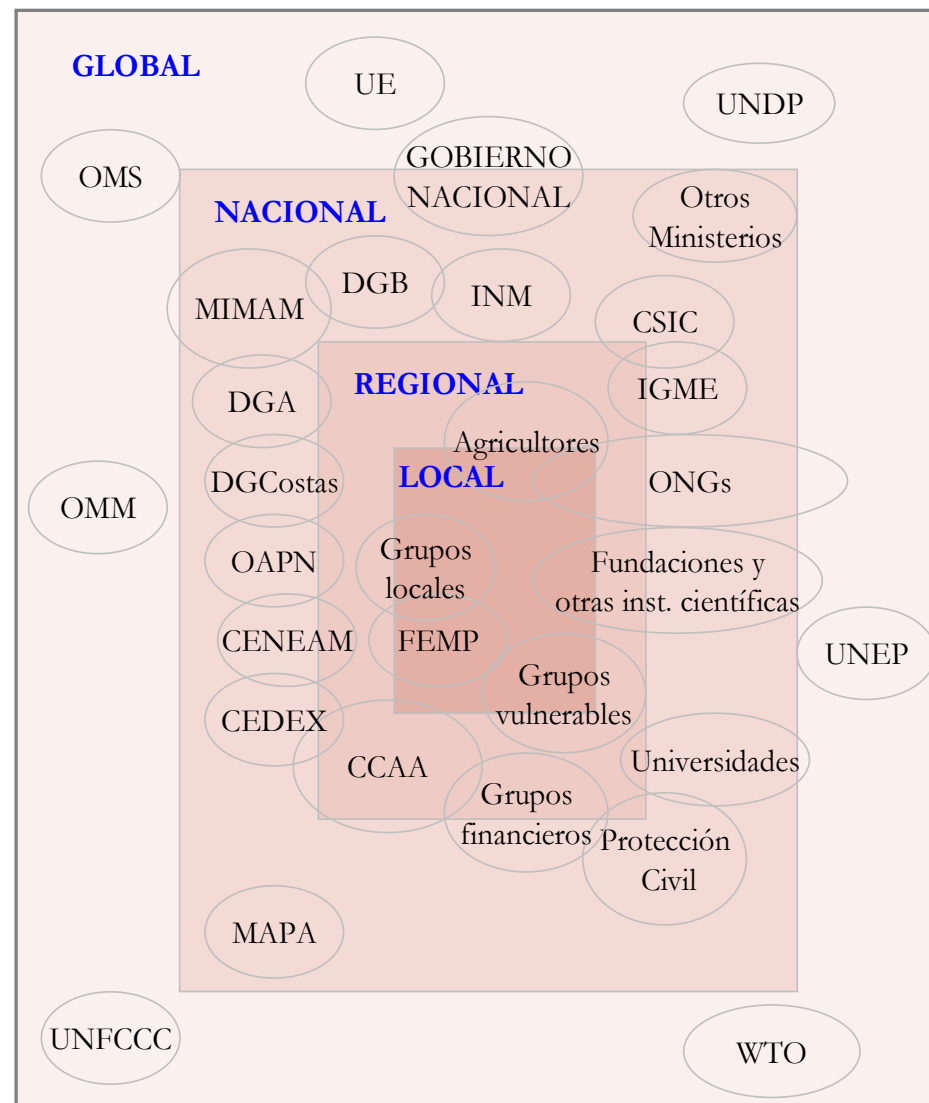 GLOBAL
UE
UNDP
OMS
GOBIERNO
NACIONAL
Otros
Ministerios
NACIONAL
MIMAM
DGB
INM
CSIC
REGIONAL
IGME
DGA
Agricultores
LOCAL
ONGs
DGCostas
OMM
Grupos
locales
OAPN
Fundaciones y
otras inst. científicas
CENEAM
FEMP
UNEP
Grupos
vulnerables
CEDEX
CCAA
Universidades
Grupos
financieros
Protección
Civil
MAPA
UNFCCC
WTO